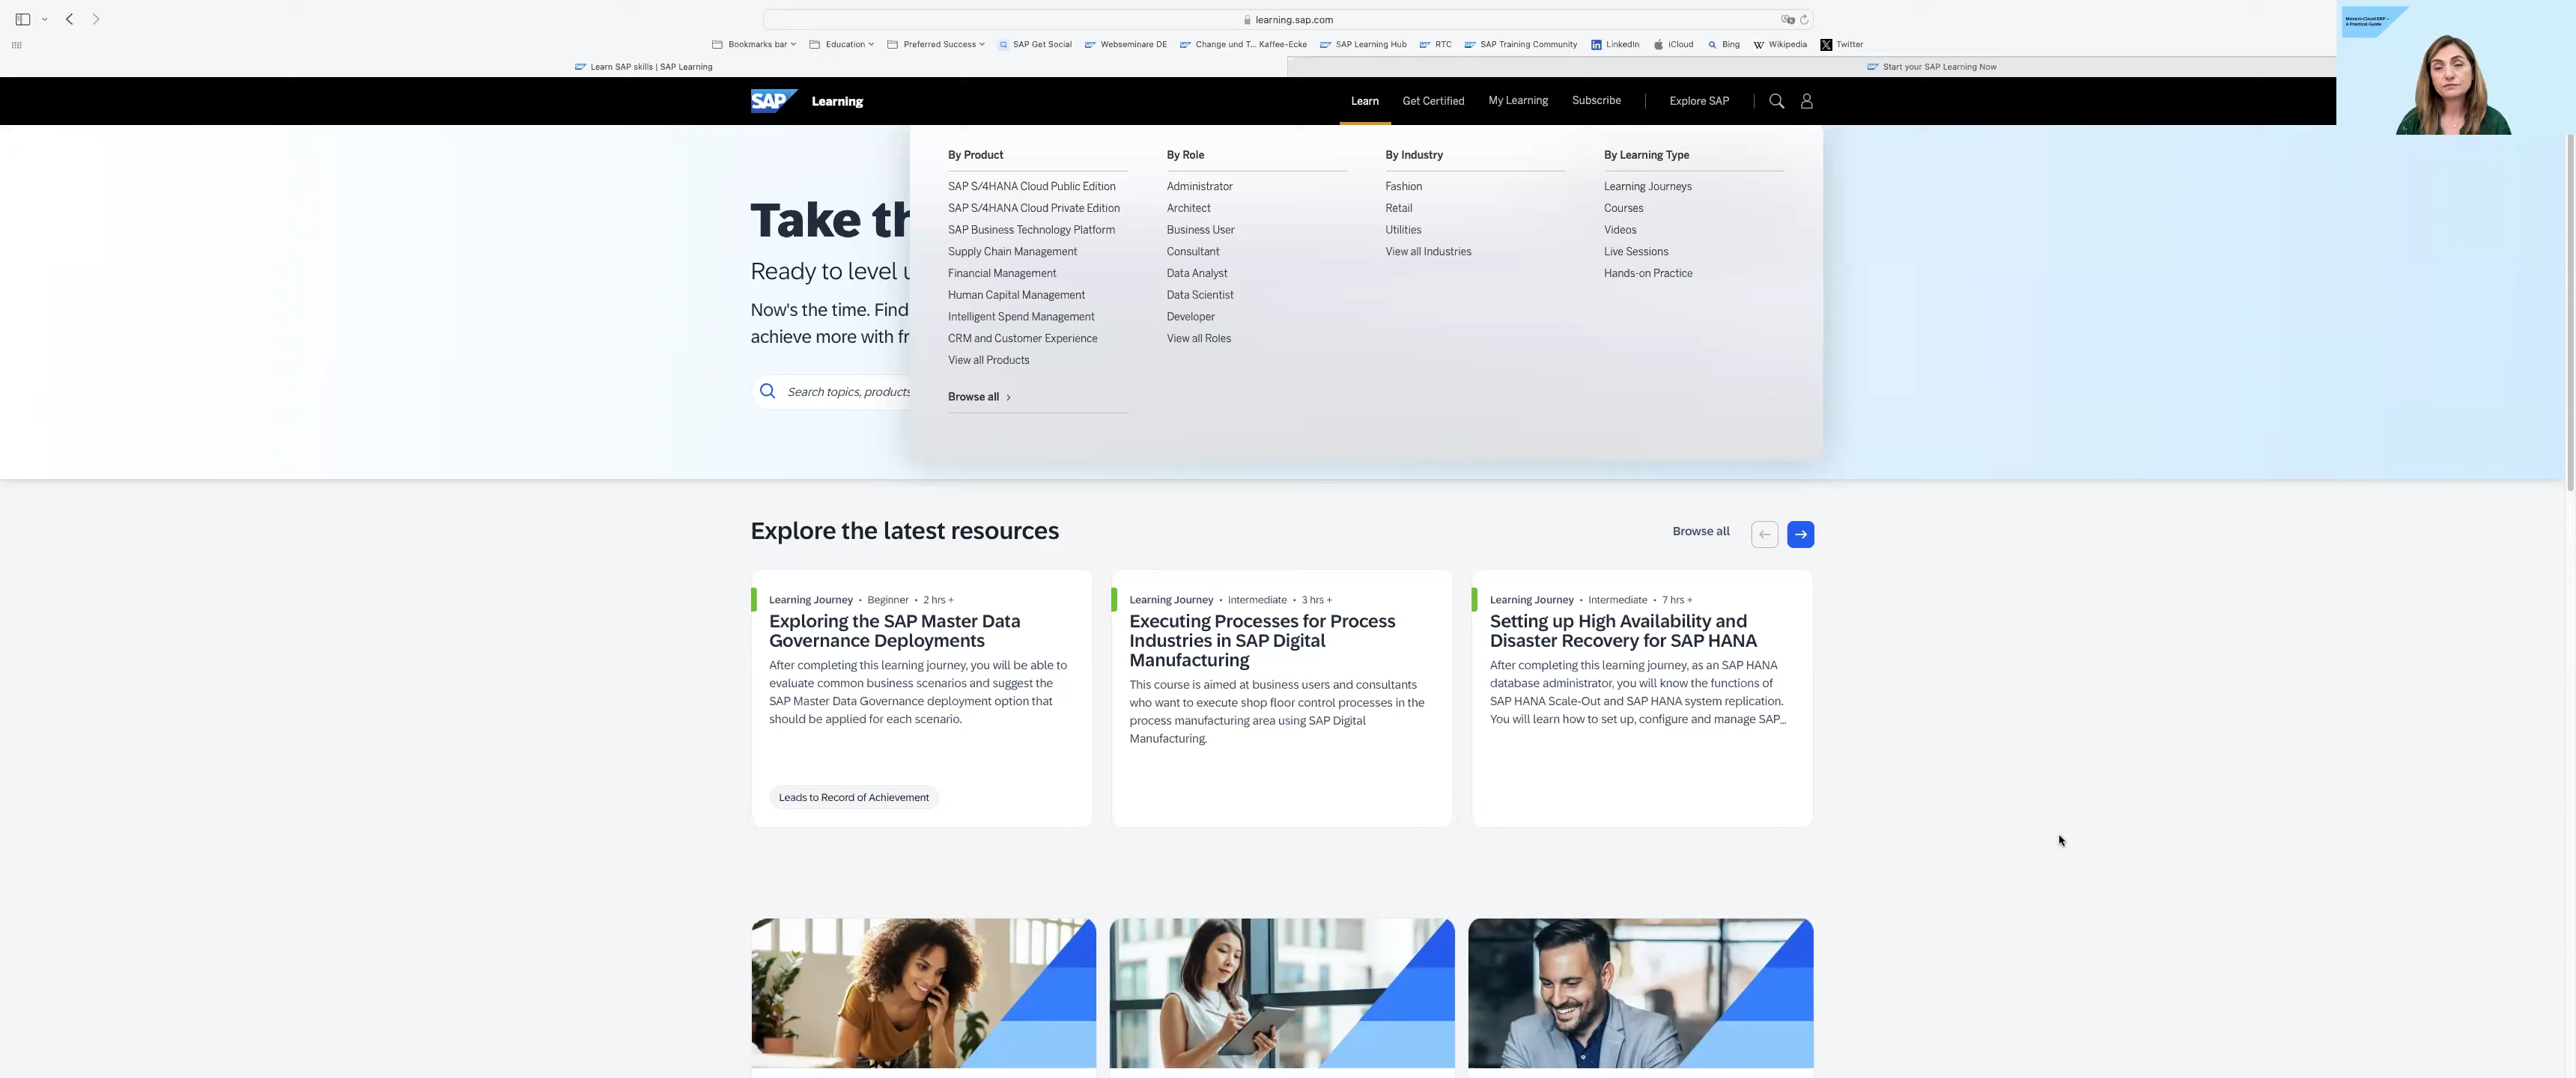 learning.sap.com
Bookmarks bar
Education
Preferred Success
SAP Get Social
Webseminare DE
Change und T... Kaffee-Ecke
SAP Learning Hub
RTC
SAP Training Community
LinkedIn
iCloud
Bing
Wikipedia
Twitter
Learn SAP skills | SAP Learning
Start your SAP Learning Now
Move to Cloud ERP –
A Practical Guide
SAP Learning
Learn
Get Certified
My Learning
Subscribe
Explore SAP
By Product
SAP S/4HANA Cloud Public Edition
SAP S/4HANA Cloud Private Edition
SAP Business Technology Platform
Supply Chain Management
Financial Management
Human Capital Management
Intelligent Spend Management
CRM and Customer Experience
View all Products
Browse all
By Role
Administrator
Architect
Business User
Consultant
Data Analyst
Data Scientist
Developer
View all Roles
By Industry
Fashion
Retail
Utilities
View all Industries
By Learning Type
Learning Journeys
Courses
Videos
Live Sessions
Hands-on Practice
Take th
Ready to level u
Now's the time. Find
achieve more with fr
Search topics, products
Explore the latest resources
Browse all
Learning Journey • Beginner • 2 hrs +
Exploring the SAP Master Data
Governance Deployments
After completing this learning journey, you will be able to
evaluate common business scenarios and suggest the
SAP Master Data Governance deployment option that
should be applied for each scenario.
Leads to Record of Achievement
Learning Journey • Intermediate • 3 hrs +
Executing Processes for Process
Industries in SAP Digital
Manufacturing
This course is aimed at business users and consultants
who want to execute shop floor control processes in the
process manufacturing area using SAP Digital
Manufacturing.
Learning Journey • Intermediate • 7 hrs +
Setting up High Availability and
Disaster Recovery for SAP HANA
After completing this learning journey, as an SAP HANA
database administrator, you will know the functions of
SAP HANA Scale-Out and SAP HANA system replication.
You will learn how to set up, configure and manage SAP...